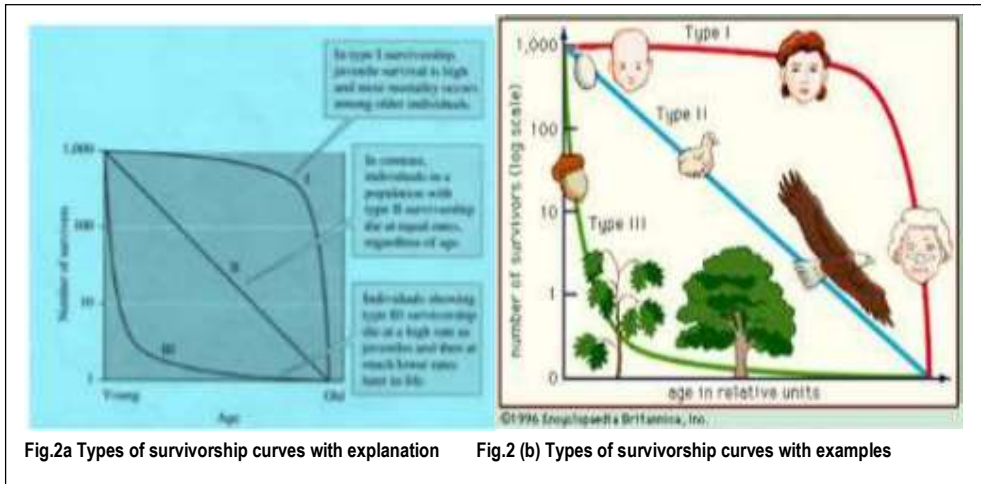 In type I survivorship,
juvenile survival is high
and most mortality occurs
among older individuals.
1,000
100
10
1
Number of survivors
I
II
III
In contrast,
individuals in a
population with
type II survivorship
die at equal rates,
regardless of age.
Individuals showing
type III survivorship
die at a high rate as
juveniles and then at
much lower rates
later in life.
Young
Old
Age
number of survivors (log scale)
1,000
100
10
1
0
Type I
Type II
Type III
age in relative units
©1996 Encyclopaedia Britannica, Inc.
Fig.2a Types of survivorship curves with explanation
Fig.2 (b) Types of survivorship curves with examples